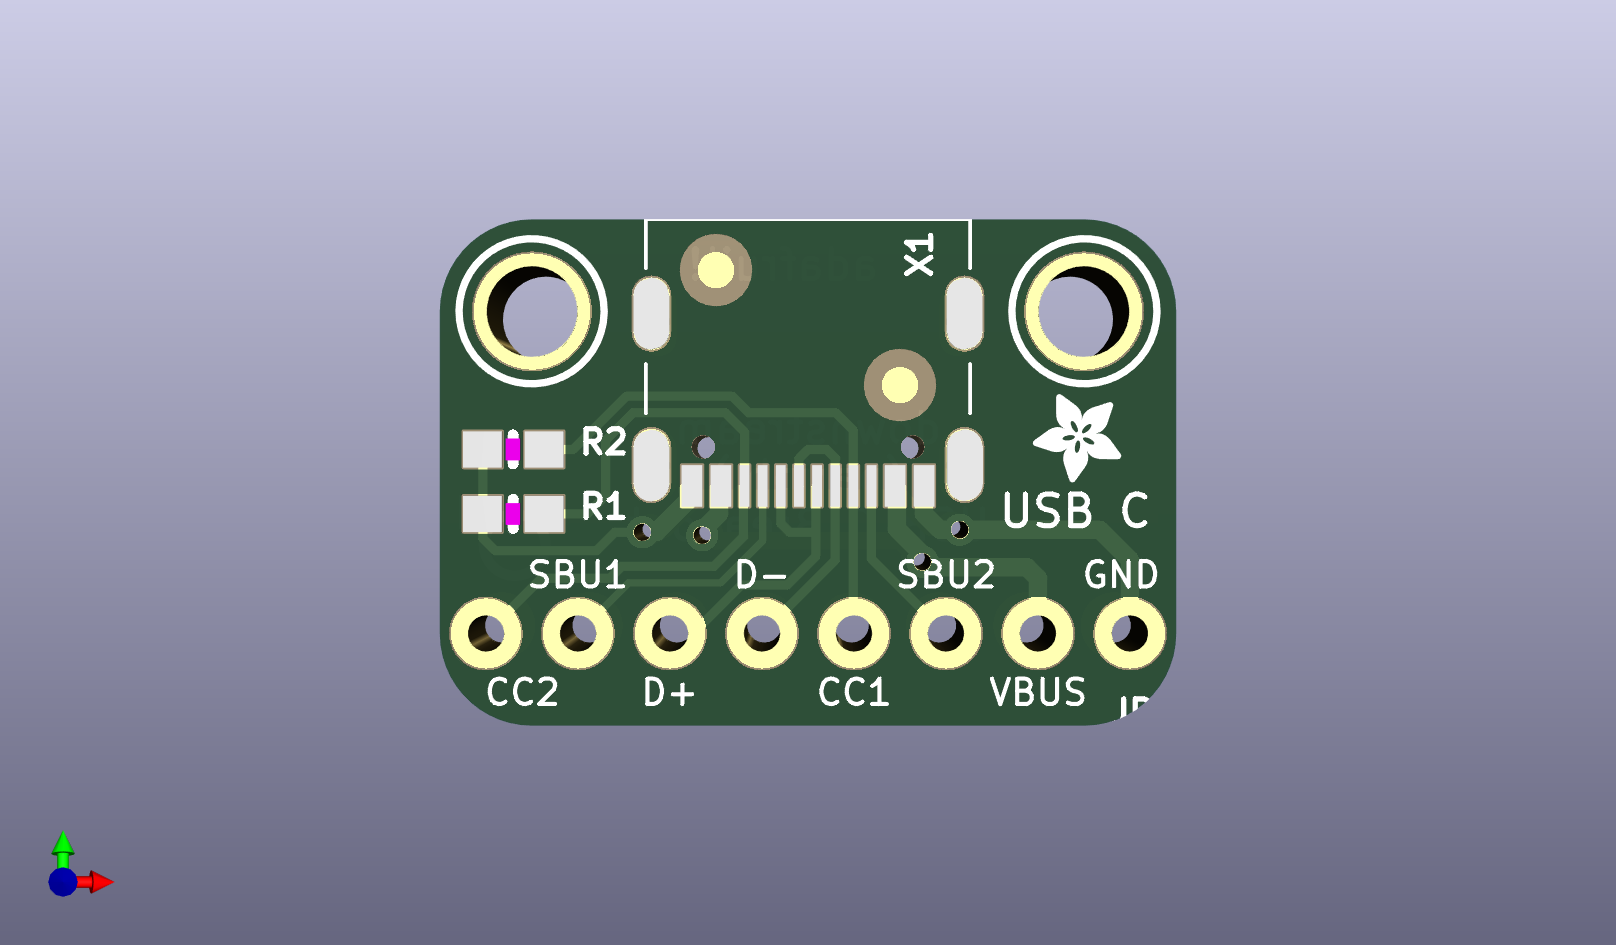 X1
R2
R1
USB C
SBU1
D-
SBU2
GND
CC2
D+
CC1
VBUS